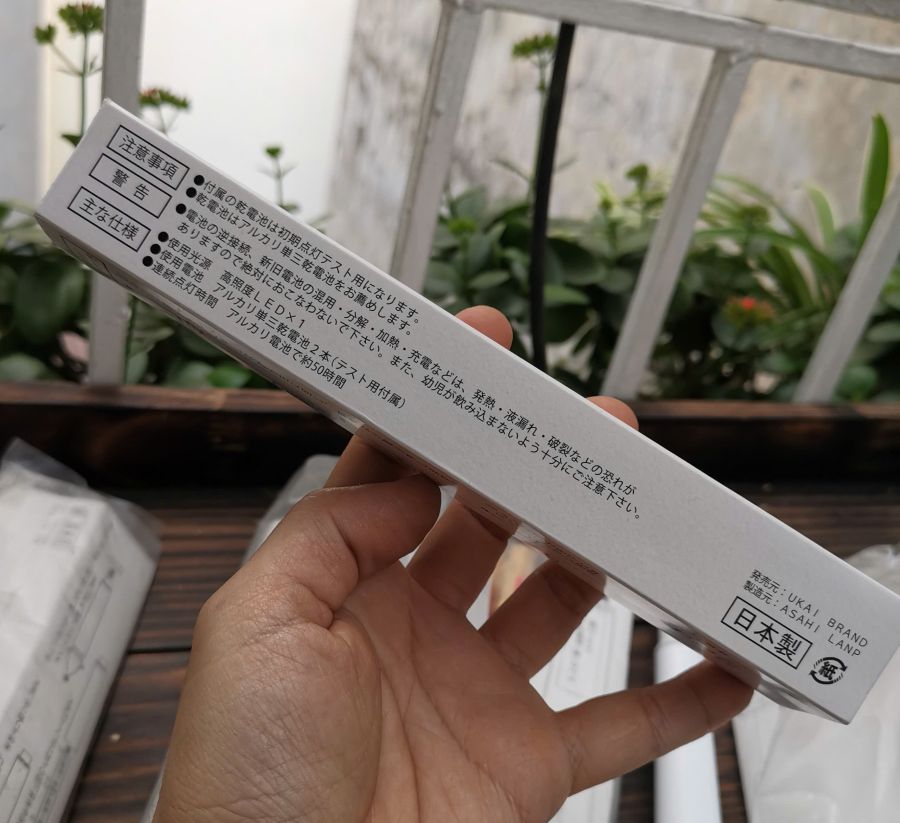 注意事項
●付属の乾電池は初期点灯テスト用になります。
●乾電池はアルカリ単三乾電池をお薦めします。
警告
●電池の逆接続、新旧電池の混用・分解・加熱・充電などは、発熱・液漏れ・破裂などの恐れが
ありますので絶対におこなわないで下さい。また、幼児が飲み込まないよう十分にご注意下さい。
主な仕様
●使用光源　高照度LED×1
●使用電池　アルカリ単三乾電池2本(テスト用付属)
●連続点灯時間　アルカリ電池で約50時間
発売元：UKAI BRAND
製造元：ASAHI LANP
日本製
紙